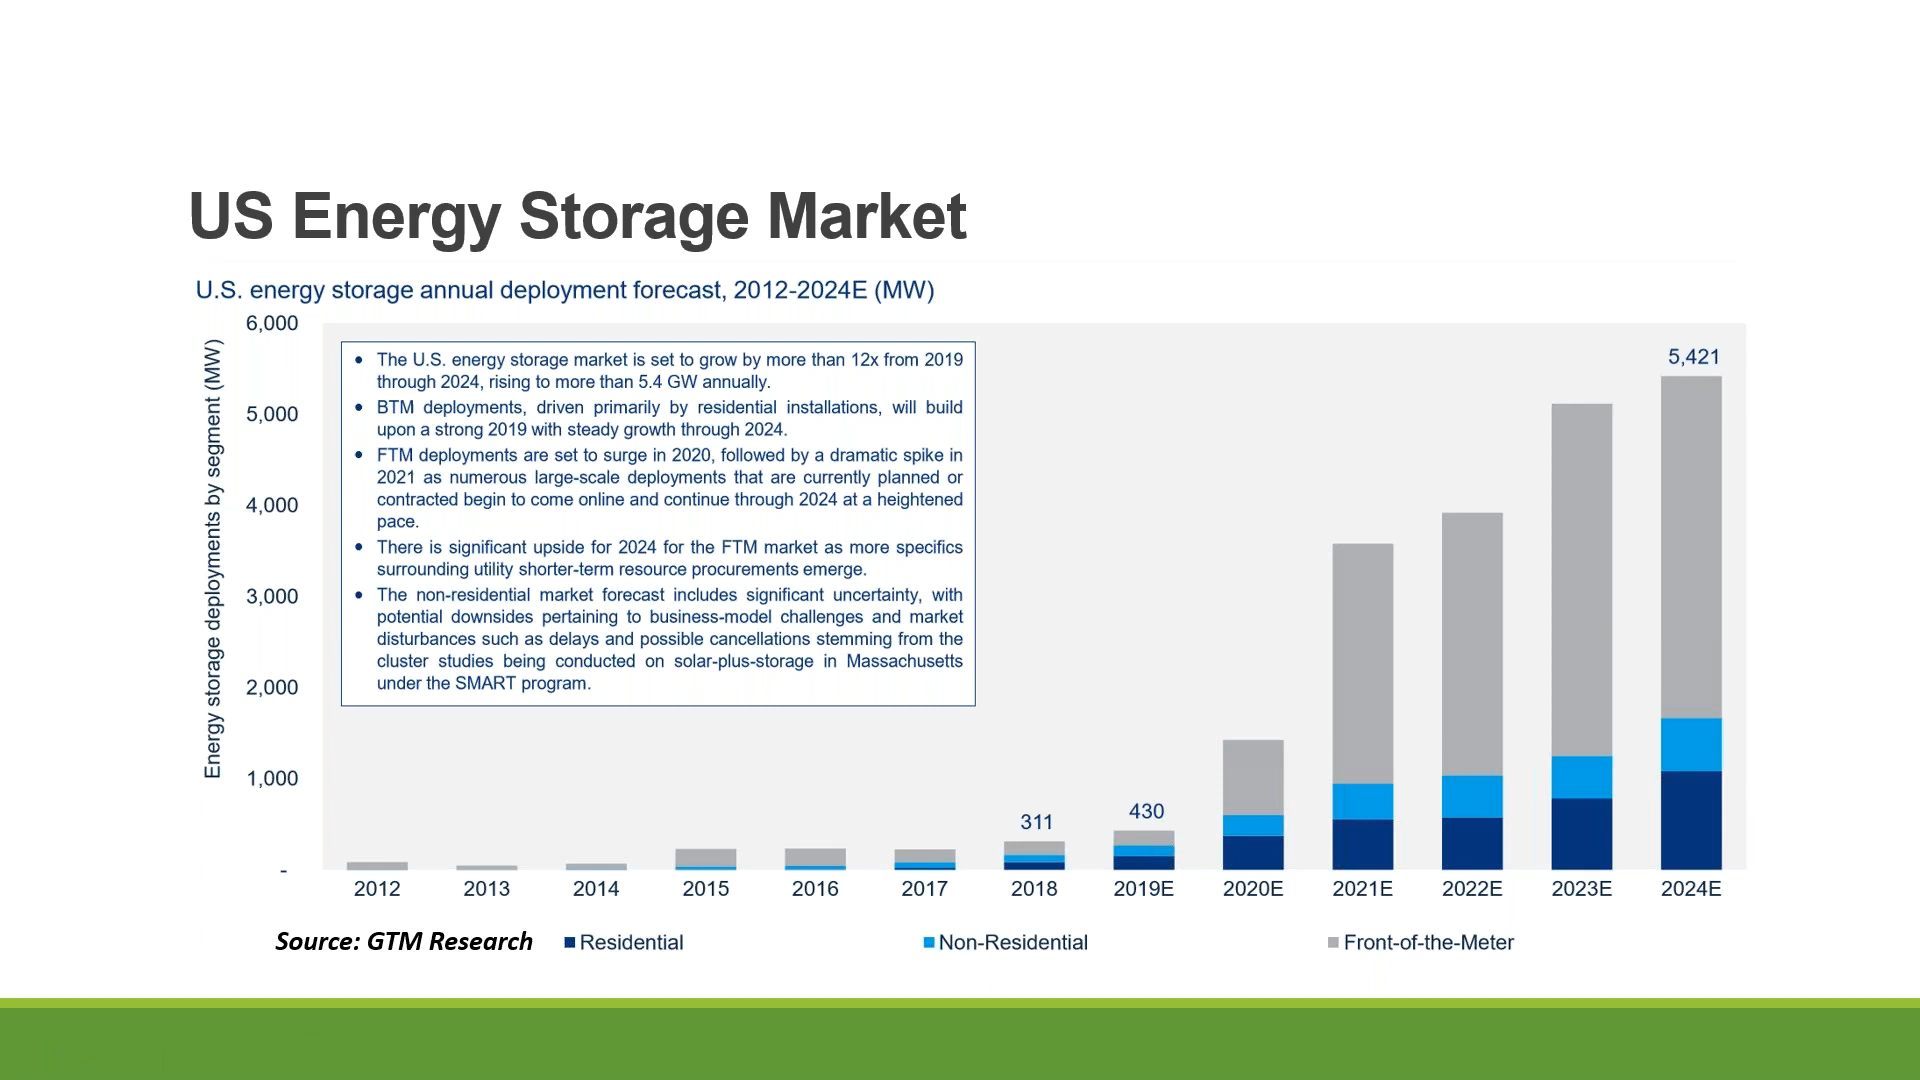 US Energy Storage Market
U.S. energy storage annual deployment forecast, 2012-2024E (MW)
Energy storage deployments by segment (MW)
6,000
5,000
4,000
3,000
2,000
1,000
-
• The U.S. energy storage market is set to grow by more than 12x from 2019
through 2024, rising to more than 5.4 GW annually.
• BTM deployments, driven primarily by residential installations, will build
upon a strong 2019 with steady growth through 2024.
• FTM deployments are set to surge in 2020, followed by a dramatic spike in
2021 as numerous large-scale deployments that are currently planned or
contracted begin to come online and continue through 2024 at a heightened
pace.
• There is significant upside for 2024 for the FTM market as more specifics
surrounding utility shorter-term resource procurements emerge.
• The non-residential market forecast includes significant uncertainty, with
potential downsides pertaining to business-model challenges and market
disturbances such as delays and possible cancellations stemming from the
cluster studies being conducted on solar-plus-storage in Massachusetts
under the SMART program.
311
430
5,421
2012 2013 2014 2015 2016 2017 2018 2019E 2020E 2021E 2022E 2023E 2024E
Source: GTM Research
Residential
Non-Residential
Front-of-the-Meter